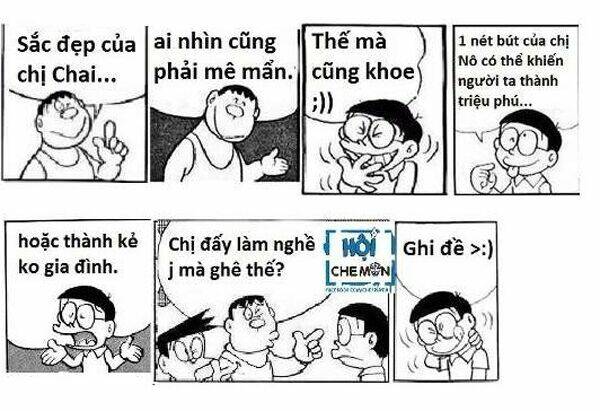 Sắc đẹp của
chị Chai...
ai nhìn cũng
phải mê mẩn.
Thế mà
cũng khoe
;))
1 nét bút của chị
Nô có thể khiến
người ta thành
triệu phú...
hoặc thành kẻ
ko gia đình.
Chị đấy làm nghề
j mà ghê thế?
HỘI
CHEMON
Ghi đề >:)